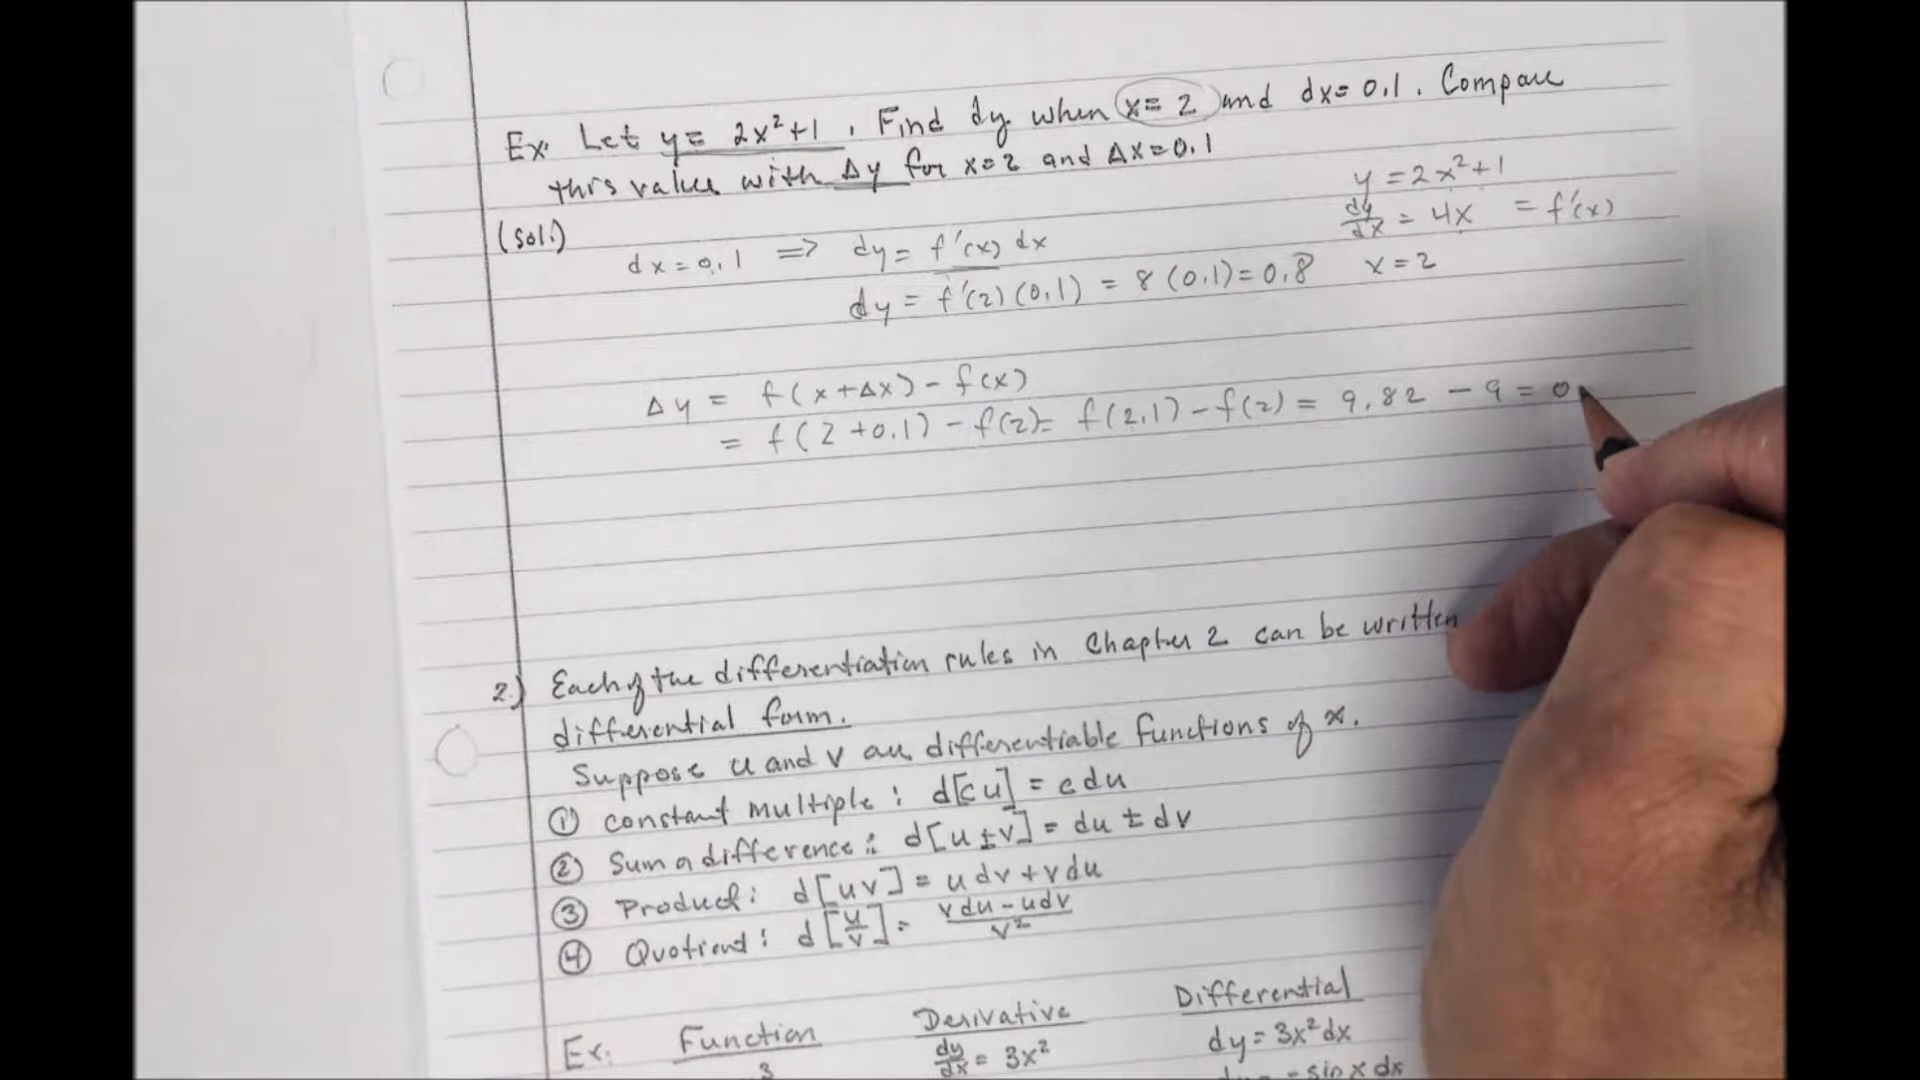 Ex: Let y = 2x²+1. Find dy when x = 2 and dx = 0.1. Compare
this value with Δy for x=2 and Δx=0.1
y = 2x²+1
dy/dx = 4x = f'(x)
(Sol:)
dx = 0.1 => dy = f'(x) dx
x = 2
dy = f'(2)(0.1) = 8(0.1) = 0.8
Δy = f(x+Δx) - f(x)
= f(2+0.1) - f(2) = f(2.1) - f(2) = 9.82 - 9 = 0
2.) Each of the differentiation rules in Chapter 2 can be written
differential form.
Suppose u and v are differentiable functions of x.
① Constant multiple: d[cu] = c du
② Sum or difference: d[u±v] = du ± dv
③ Product: d[uv] = u dv + v du
④ Quotient: d[u/v] = (v du - u dv)/v²
Ex. Function Derivative Differential
3 dy/dx = 3x² dy = 3x²dx
- sin x dx